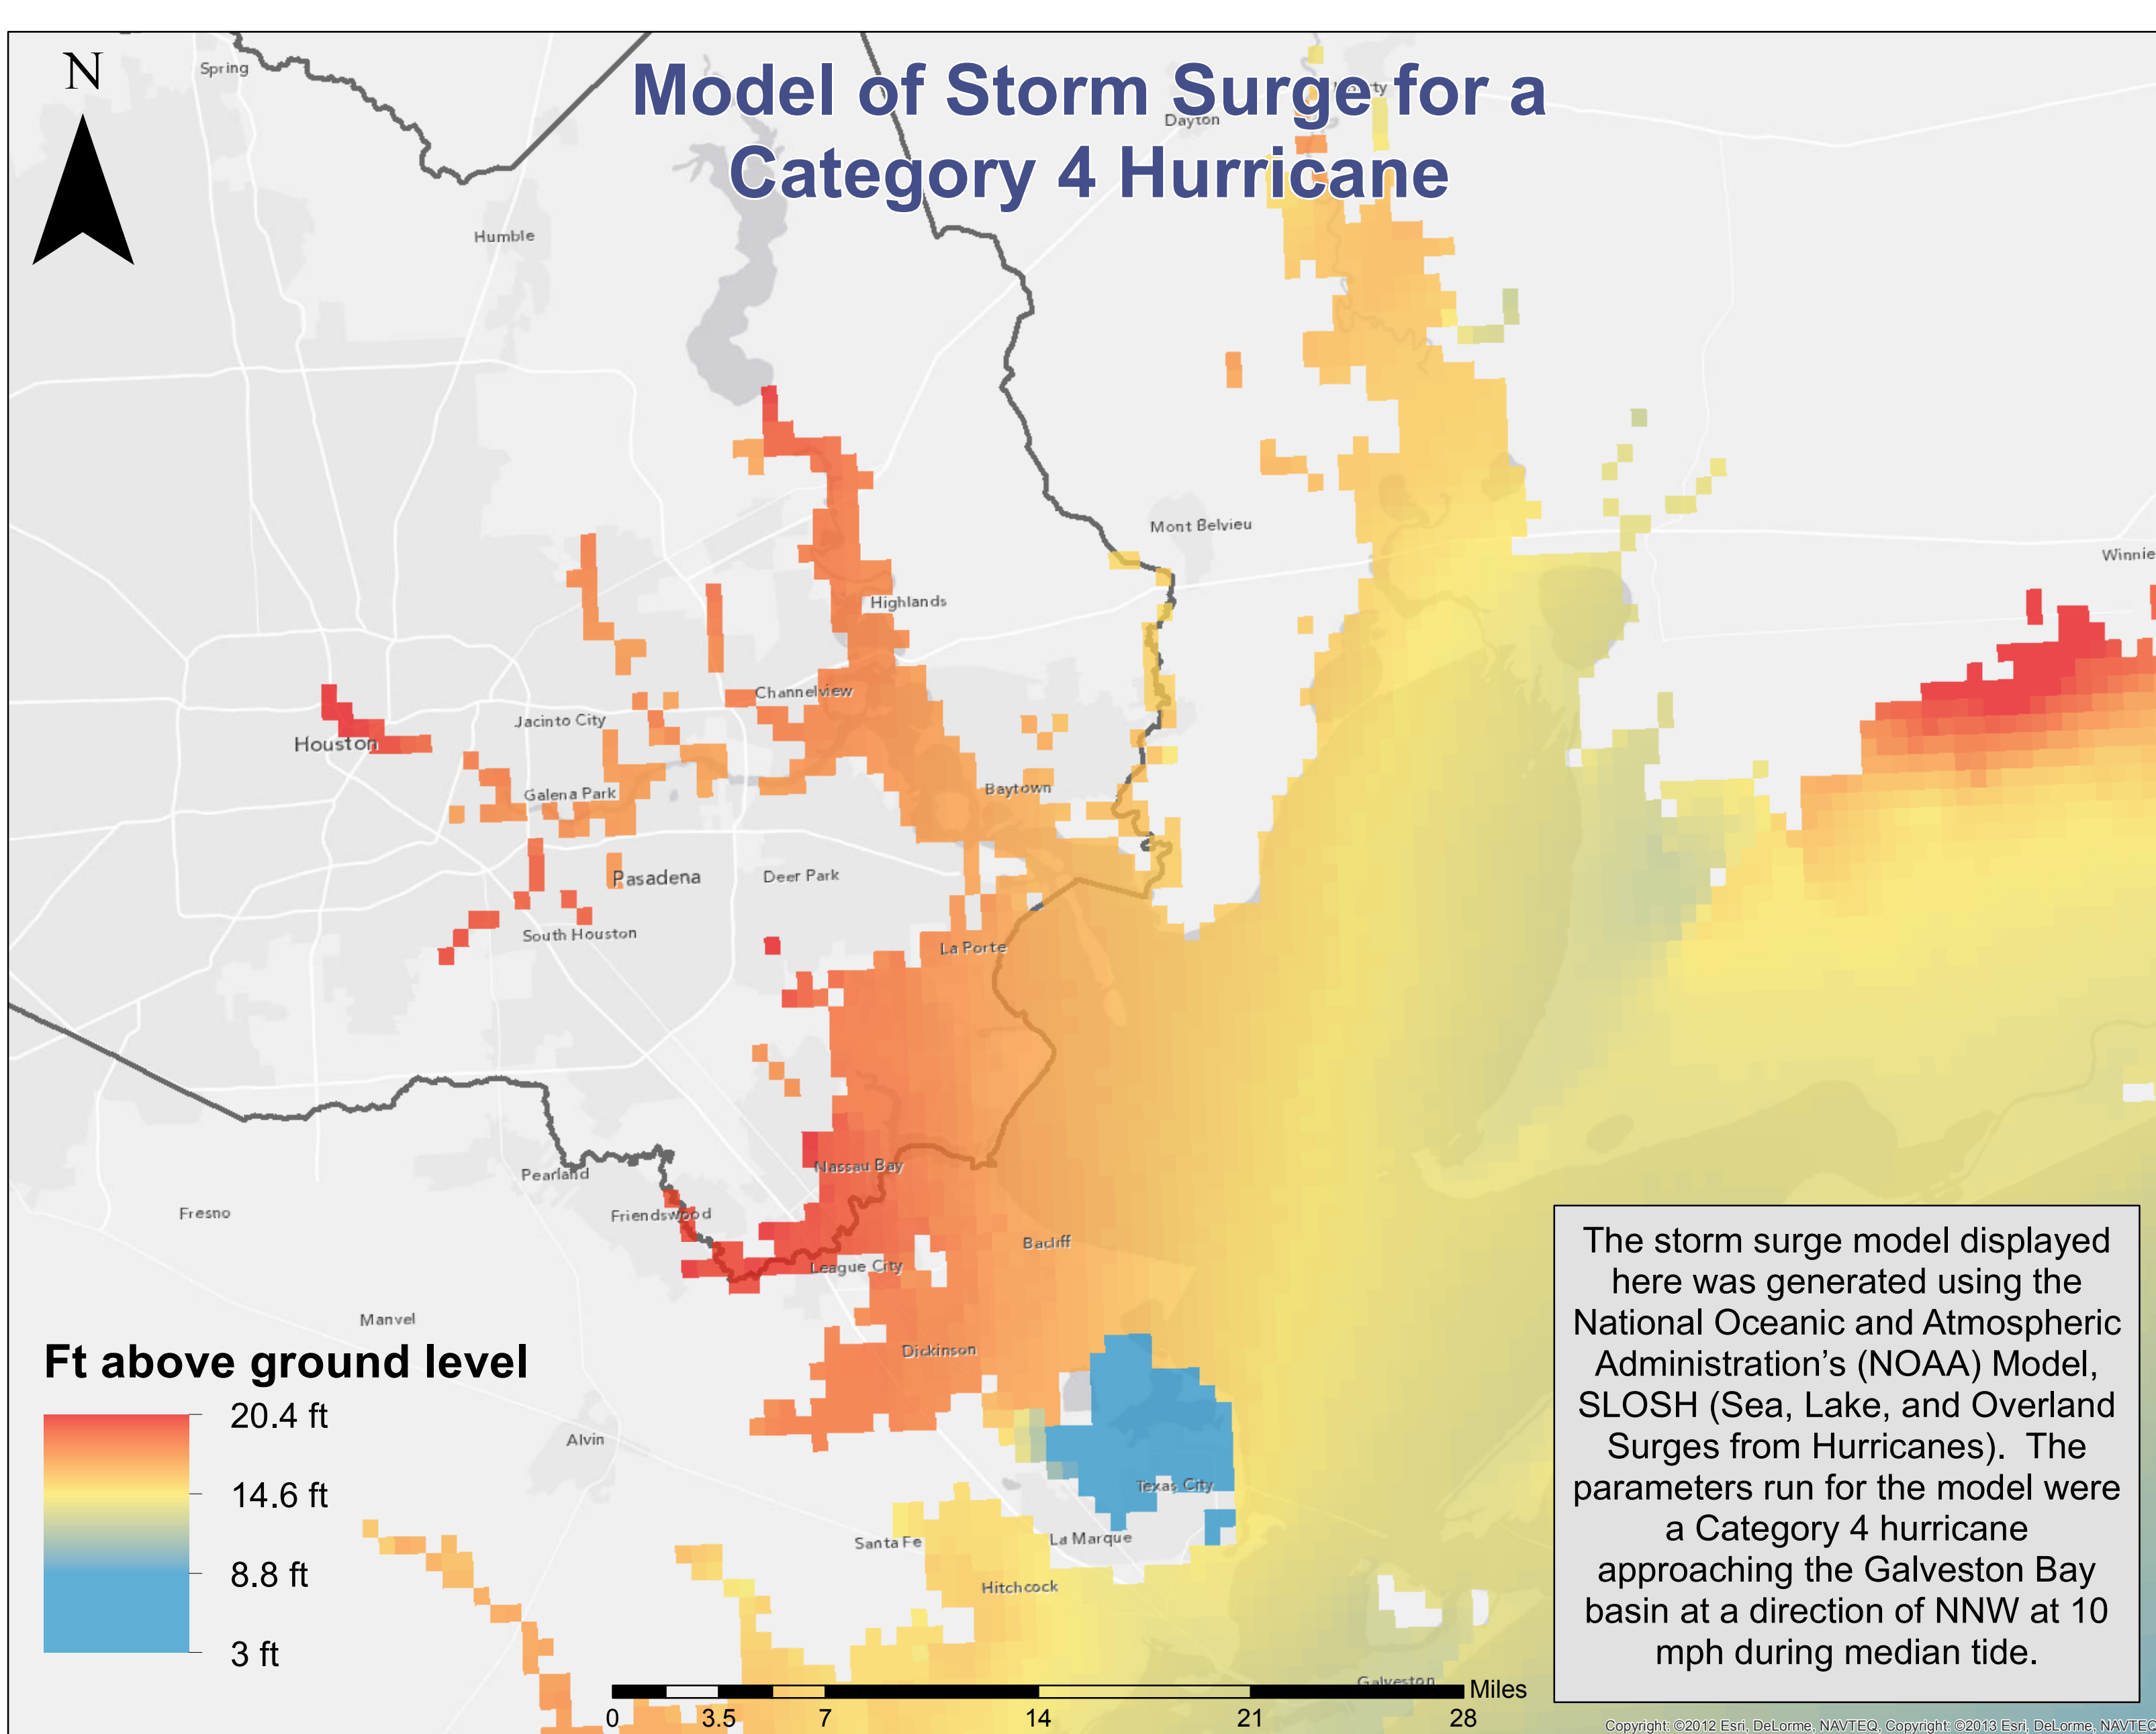 Model of Storm Surge for a
Category 4 Hurricane
N
Spring
Dayton
Humble
Mont Belvieu
Winnie
Highlands
Channelview
Jacinto City
Houston
Baytown
Galena Park
Pasadena
Deer Park
South Houston
La Porte
Nassau Bay
Pearland
Friendswood
Fresno
Bacliff
League City
Manvel
Dickinson
Alvin
Texas City
La Marque
Santa Fe
Hitchcock
Galveston
Ft above ground level
20.4 ft
14.6 ft
8.8 ft
3 ft
The storm surge model displayed
here was generated using the
National Oceanic and Atmospheric
Administration’s (NOAA) Model,
SLOSH (Sea, Lake, and Overland
Surges from Hurricanes). The
parameters run for the model were
a Category 4 hurricane
approaching the Galveston Bay
basin at a direction of NNW at 10
mph during median tide.
Miles
0 3.5 7 14 21 28
Copyright: ©2012 Esri, DeLorme, NAVTEQ, Copyright: ©2013 Esri, DeLorme, NAVTEQ